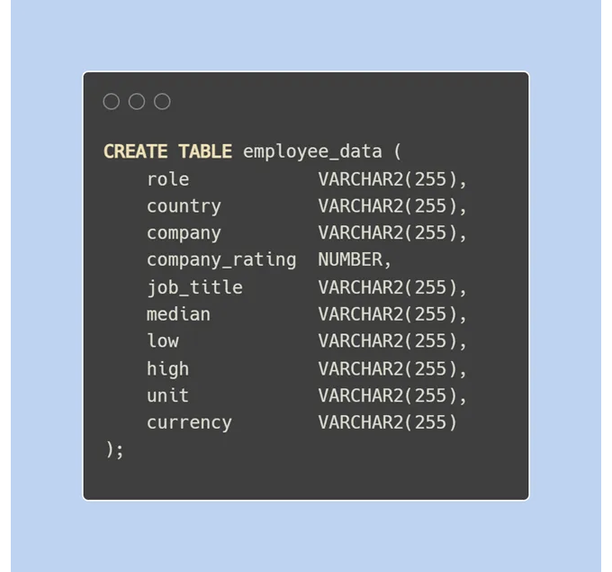 CREATE TABLE employee_data (
    role            VARCHAR2(255),
    country         VARCHAR2(255),
    company         VARCHAR2(255),
    company_rating  NUMBER,
    job_title       VARCHAR2(255),
    median          VARCHAR2(255),
    low             VARCHAR2(255),
    high            VARCHAR2(255),
    unit            VARCHAR2(255),
    currency        VARCHAR2(255)
);